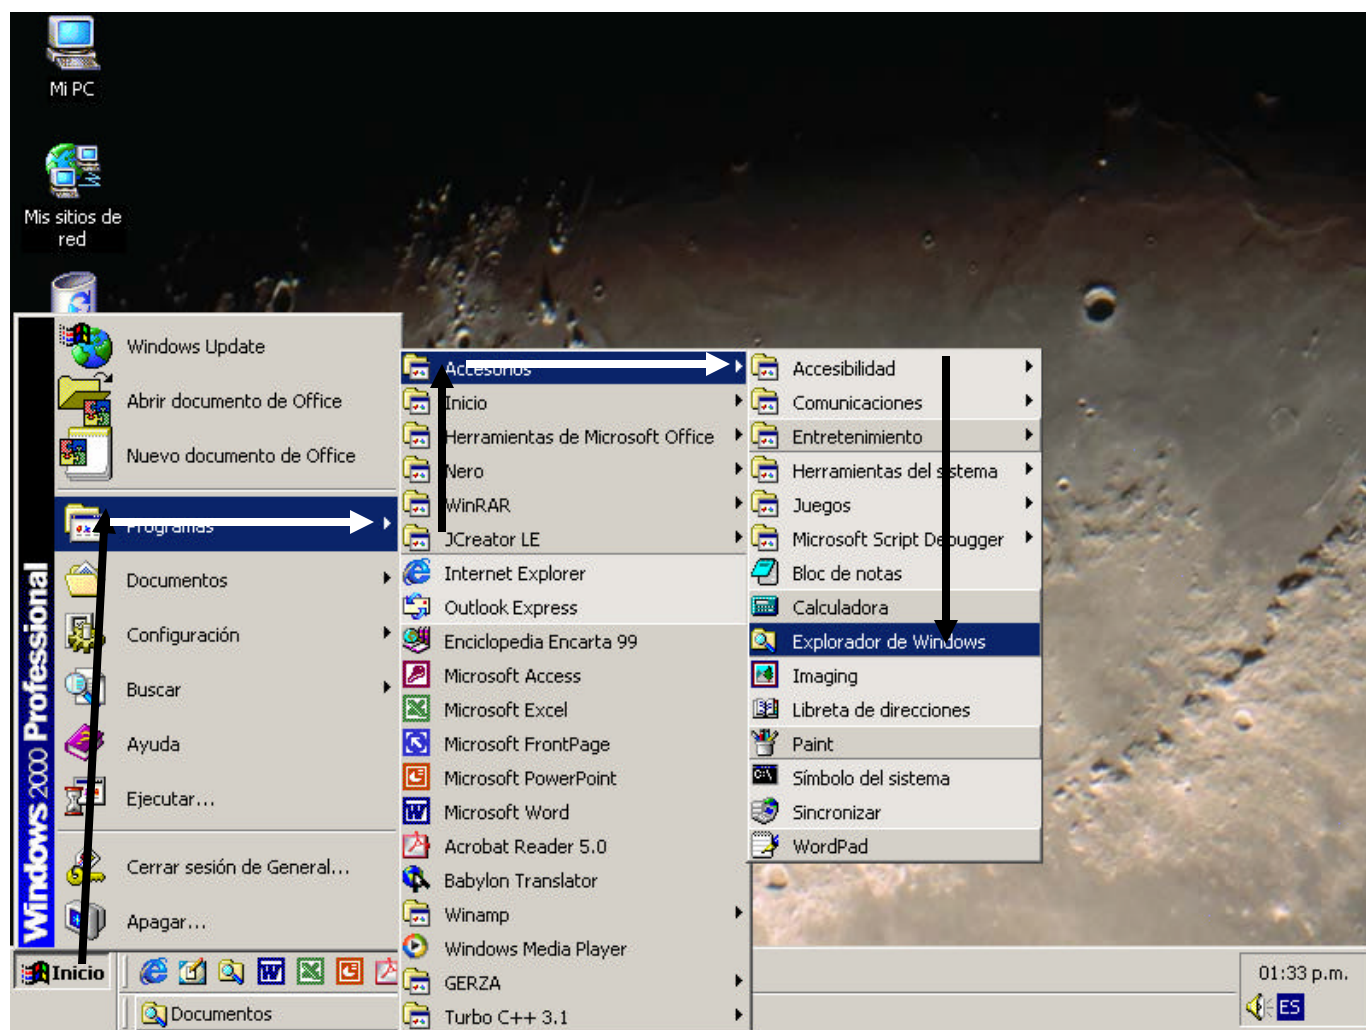 Mi PC
Mis sitios de
red
Windows 2000 Professional
Windows Update
Abrir documento de Office
Nuevo documento de Office
Programas
Documentos
Configuración
Buscar
Ayuda
Ejecutar...
Cerrar sesión de General...
Apagar...
Accesorios
Inicio
Herramientas de Microsoft Office
Nero
WinRAR
JCreator LE
Internet Explorer
Outlook Express
Enciclopedia Encarta 99
Microsoft Access
Microsoft Excel
Microsoft FrontPage
Microsoft PowerPoint
Microsoft Word
Acrobat Reader 5.0
Babylon Translator
Winamp
Windows Media Player
GERZA
Turbo C++ 3.1
Accesibilidad
Comunicaciones
Entretenimiento
Herramientas del sistema
Juegos
Microsoft Script Debugger
Bloc de notas
Calculadora
Explorador de Windows
Imaging
Libreta de direcciones
Paint
Símbolo del sistema
Sincronizar
WordPad
Inicio
Documentos
01:33 p.m.
ES